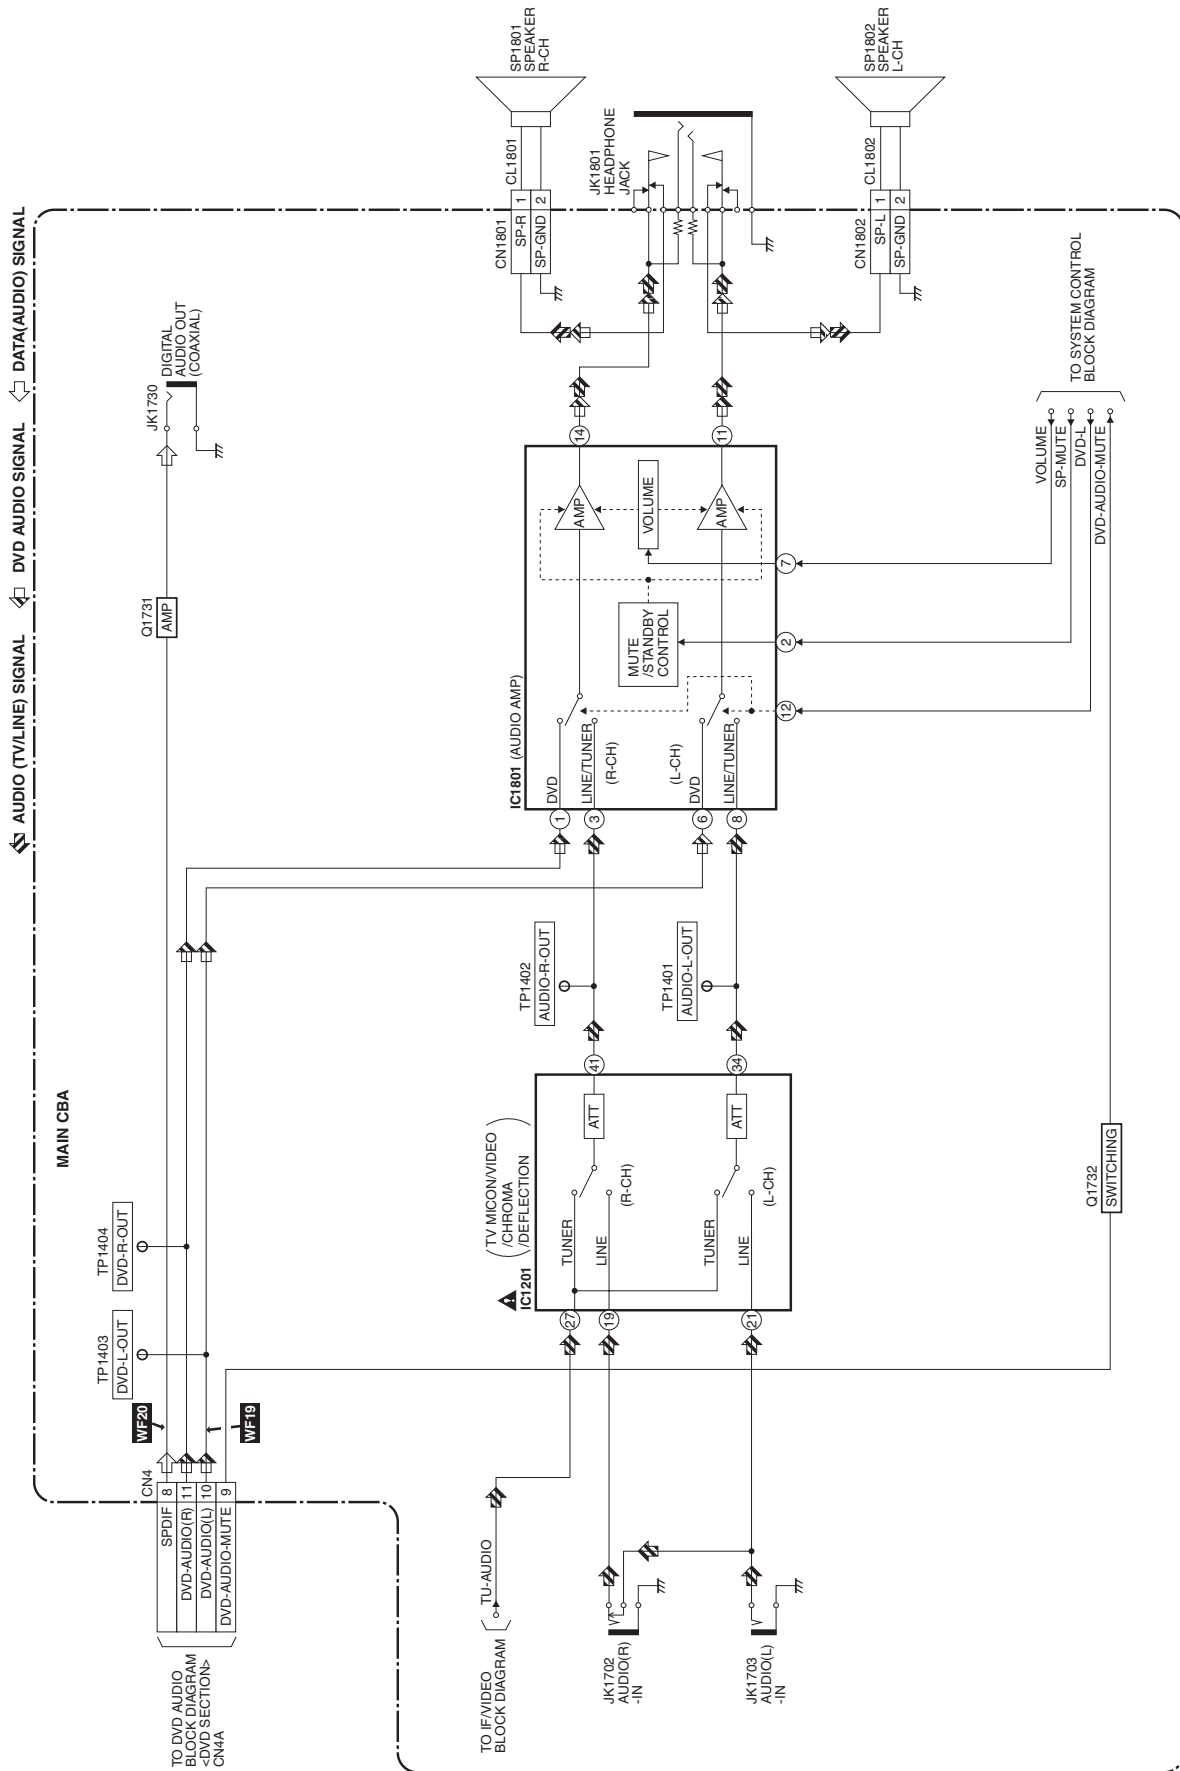 AUDIO (TV/LINE) SIGNAL
DVD AUDIO SIGNAL
DATA(AUDIO) SIGNAL
MAIN CBA
TO DVD AUDIO
BLOCK DIAGRAM
<DVD SECTION>
CN4A
CN4
SPDIF 8
DVD-AUDIO(R) 11
DVD-AUDIO(L) 10
DVD-AUDIO-MUTE 9
WF20
WF19
TP1403
DVD-L-OUT
TP1404
DVD-R-OUT
Q1731
AMP
JK1730
DIGITAL
AUDIO OUT
(COAXIAL)
TO IF/VIDEO
BLOCK DIAGRAM
TU-AUDIO
JK1702
AUDIO(R)
-IN
JK1703
AUDIO(L)
-IN
IC1201
TV MICON/VIDEO
/CHROMA
/DEFLECTION
27
19
21
TUNER
LINE
(R-CH)
TUNER
LINE
(L-CH)
ATT
ATT
41
34
TP1402
AUDIO-R-OUT
TP1401
AUDIO-L-OUT
IC1801 (AUDIO AMP)
1
3
6
8
DVD
LINE/TUNER
(R-CH)
(L-CH)
DVD
LINE/TUNER
MUTE
/STANDBY
CONTROL
VOLUME
AMP
AMP
12
2
7
14
11
CN1801
SP-R 1
SP-GND 2
CL1801
SP1801
SPEAKER
R-CH
JK1801
HEADPHONE
JACK
CN1802
SP-L 1
SP-GND 2
CL1802
SP1802
SPEAKER
L-CH
VOLUME
SP-MUTE
DVD-L
DVD-AUDIO-MUTE
TO SYSTEM CONTROL
BLOCK DIAGRAM
Q1732
SWITCHING